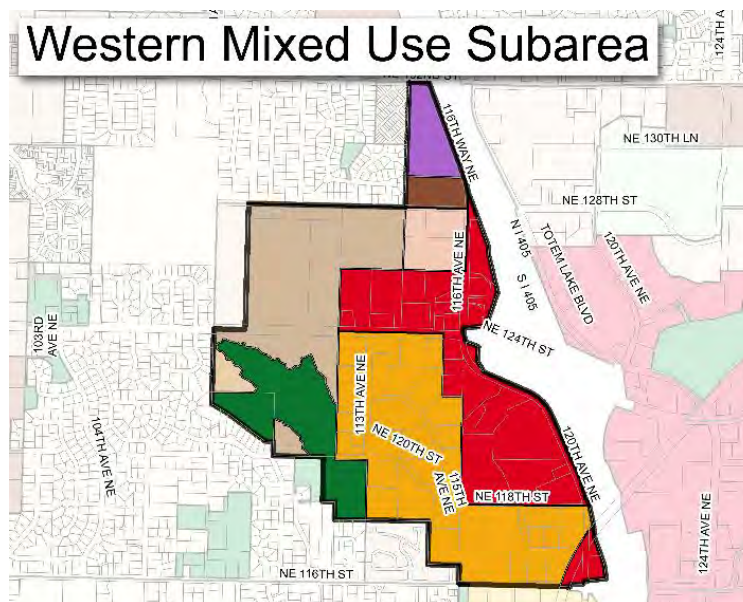 Western Mixed Use Subarea
124TH A
116TH WAY NE
NE 130TH LN
NE 128TH ST
N I 405
S I 405
TOTEM LAKE BLVD
120TH AVE NE
116TH AVE NE
NE 124TH ST
103RD
AVE NE
113TH AVE NE
104TH AVE NE
NE 120TH ST
115TH
AVE NE
NE 118TH ST
120TH AVE NE
124TH AVE NE
NE 116TH ST